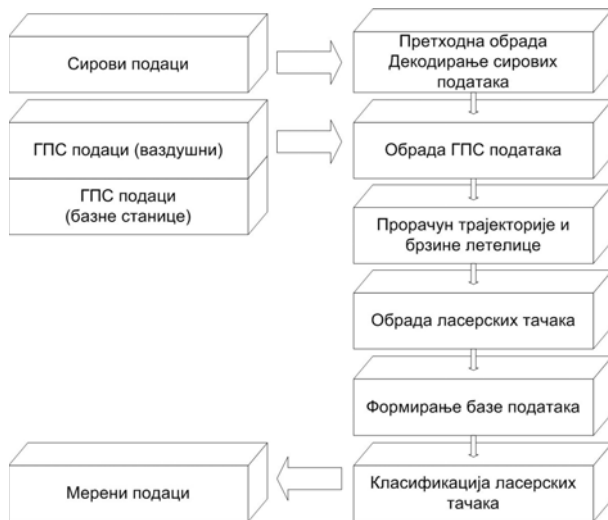 Сирови подаци
Претходна обрада
Декодирање сирових
података
ГПС подаци (ваздушни)
Обрада ГПС података
ГПС подаци
(базне станице)
Прорачун трајекторије и
брзине летелице
Обрада ласерских тачака
Формирање базе података
Мерени подаци
Класификација ласерских
тачака